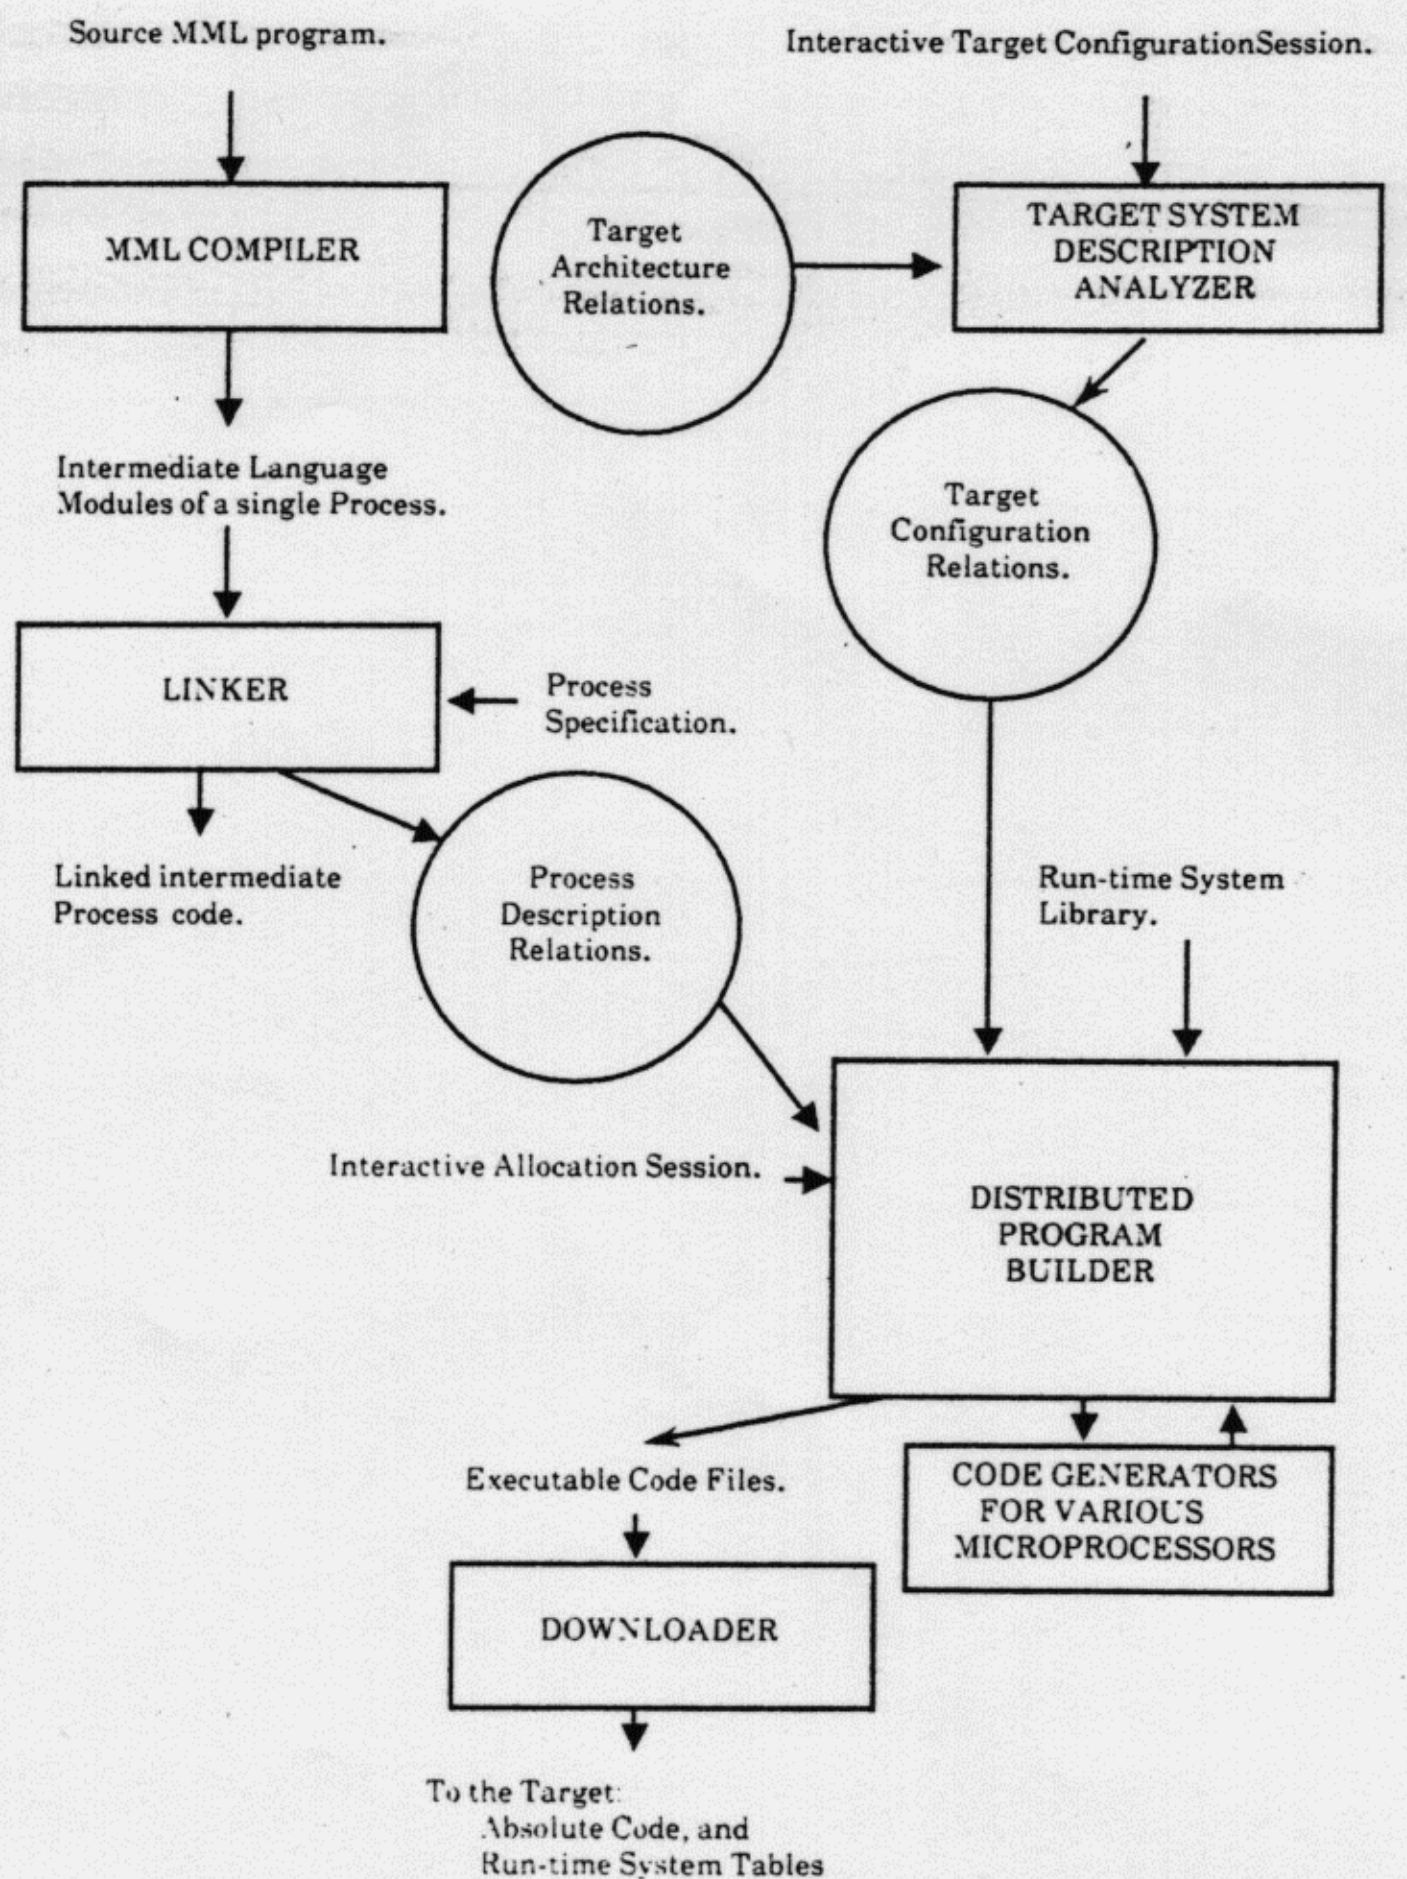 Source MML program.
Interactive Target ConfigurationSession.
MML COMPILER
Target
Architecture
Relations.
TARGET SYSTEM
DESCRIPTION
ANALYZER
Intermediate Language
Modules of a single Process.
Target
Configuration
Relations.
LINKER
Process
Specification.
Linked intermediate
Process code.
Process
Description
Relations.
Run-time System
Library.
Interactive Allocation Session.
DISTRIBUTED
PROGRAM
BUILDER
Executable Code Files.
CODE GENERATORS
FOR VARIOUS
MICROPROCESSORS
DOWNLOADER
To the Target:
Absolute Code, and
Run-time System Tables